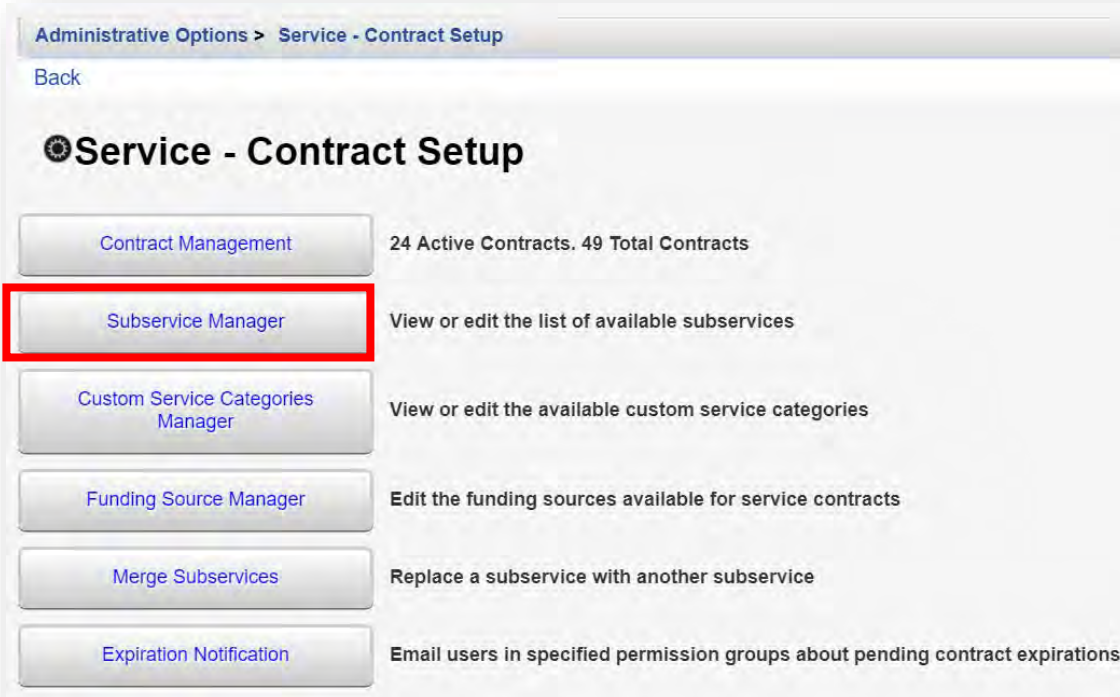 Administrative Options > Service - Contract Setup
Back
Service - Contract Setup
Contract Management
24 Active Contracts. 49 Total Contracts
Subservice Manager
View or edit the list of available subservices
Custom Service Categories
Manager
View or edit the available custom service categories
Funding Source Manager
Edit the funding sources available for service contracts
Merge Subservices
Replace a subservice with another subservice
Expiration Notification
Email users in specified permission groups about pending contract expirations